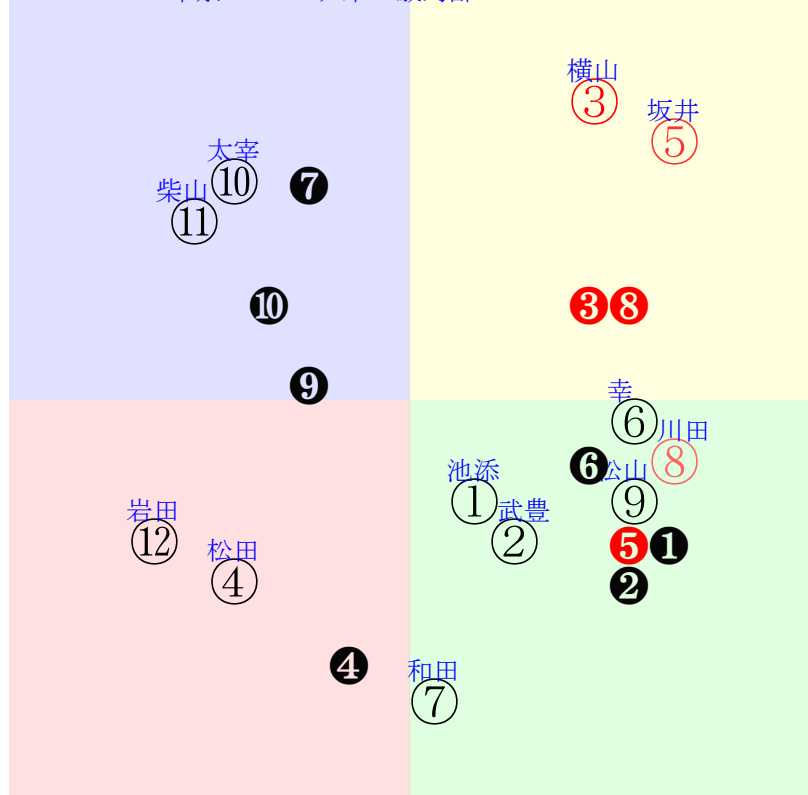 横山
③
坂井
⑤
太宰
⑩
❼
柴山
⑪
❿
❸❽
❾
幸
⑥
川田
⑧
❻
松山
⑨
池添
①
武豊
②
岩田
⑫
松田
④
❺❶
❷
❹
和田
⑦